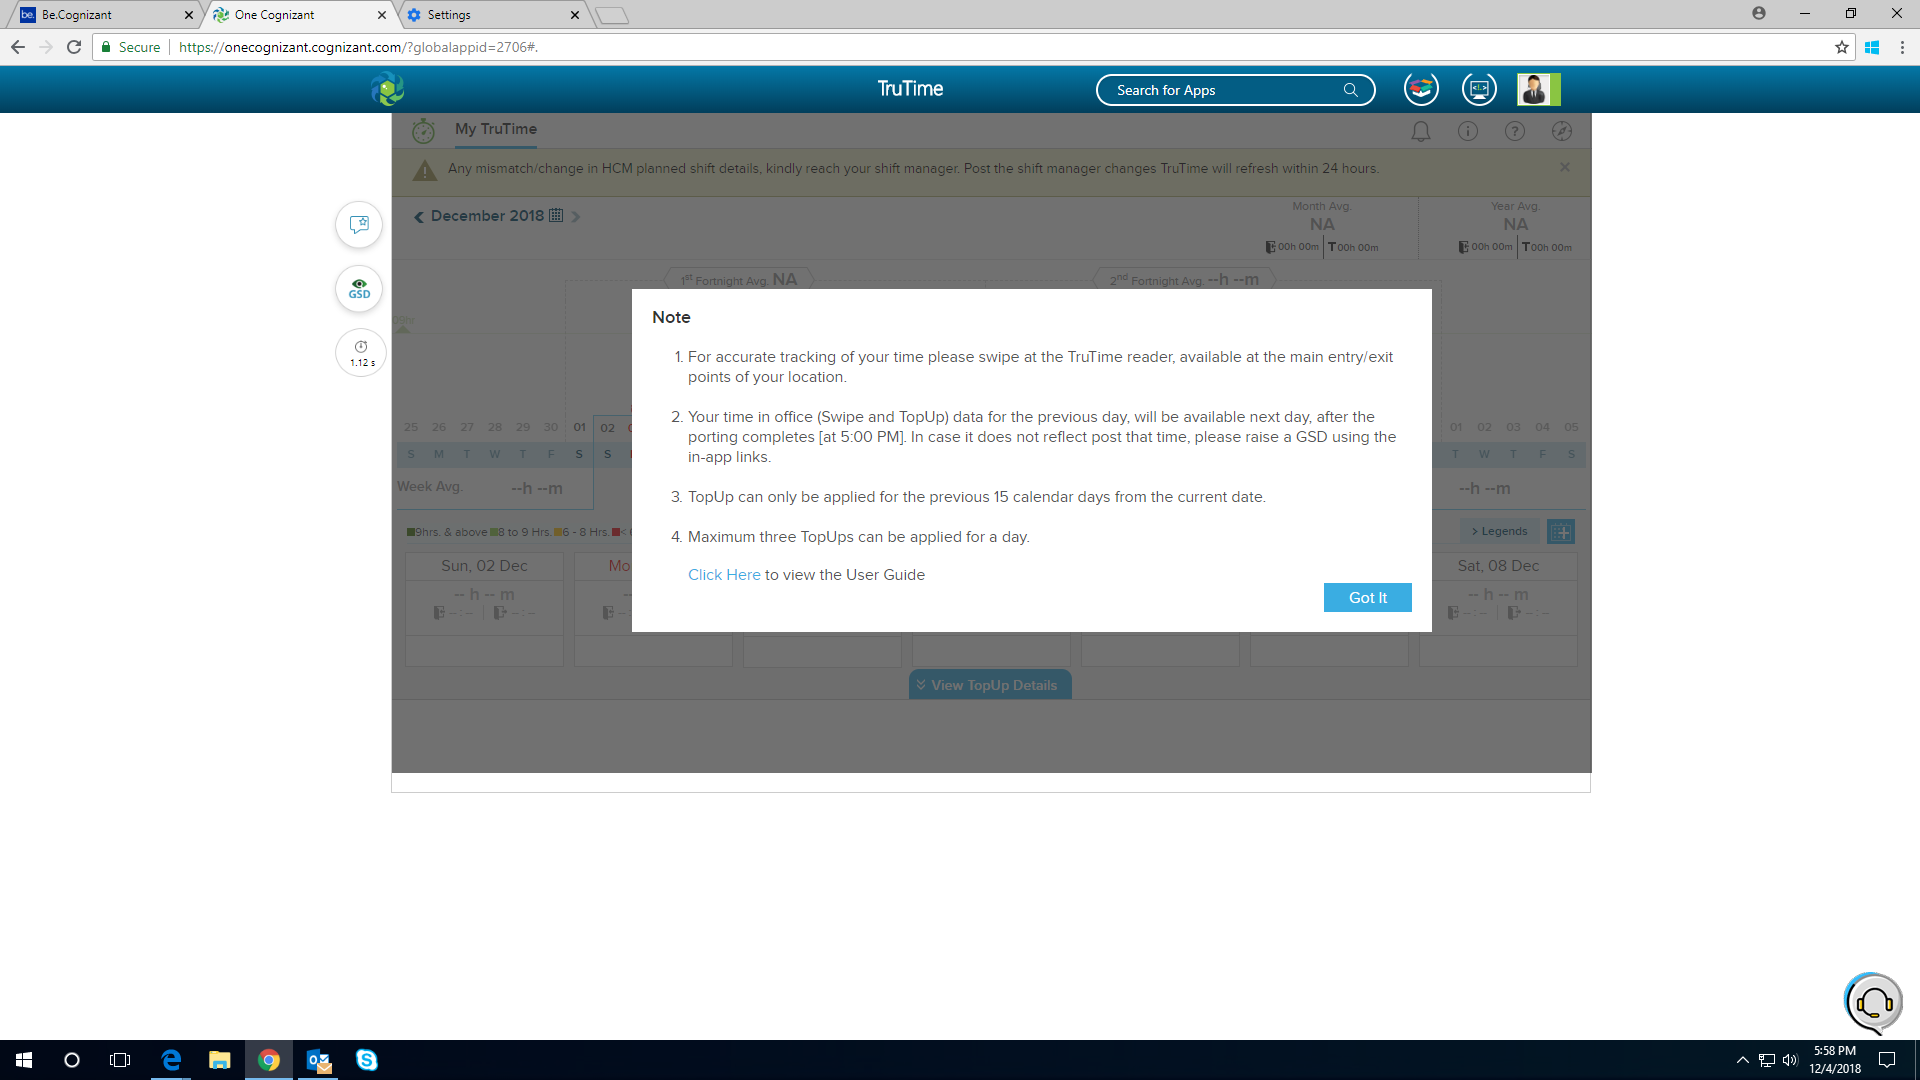 be. Be.Cognizant
One Cognizant
Settings
Secure https://onecognizant.cognizant.com/?globalappid=2706#.
TruTime
Search for Apps
My TruTime
Any mismatch/change in HCM planned shift details, kindly reach your shift manager. Post the shift manager changes TruTime will refresh within 24 hours.
December 2018
Month Avg.
NA
00h 00m T 00h 00m
Year Avg.
NA
00h 00m T 00h 00m
GSD
1.12 s
1st Fortnight Avg. NA
2nd Fortnight Avg. --h --m
Note
1. For accurate tracking of your time please swipe at the TruTime reader, available at the main entry/exit
points of your location.
2. Your time in office (Swipe and TopUp) data for the previous day, will be available next day, after the
porting completes [at 5:00 PM]. In case it does not reflect post that time, please raise a GSD using the
in-app links.
3. TopUp can only be applied for the previous 15 calendar days from the current date.
4. Maximum three TopUps can be applied for a day.
Click Here to view the User Guide
Got It
25 26 27 28 29 30 01 02
01 02 03 04 05
S M T W T F S S
T W T F S
Week Avg. --h --m
--h --m
9hrs. & above 8 to 9 Hrs. 6 - 8 Hrs. <
> Legends
Sun, 02 Dec
Mo
Sat, 08 Dec
-- h -- m
-- h -- m
-- : -- | -- : --
-- : -- | -- : --
View TopUp Details
5:58 PM
12/4/2018